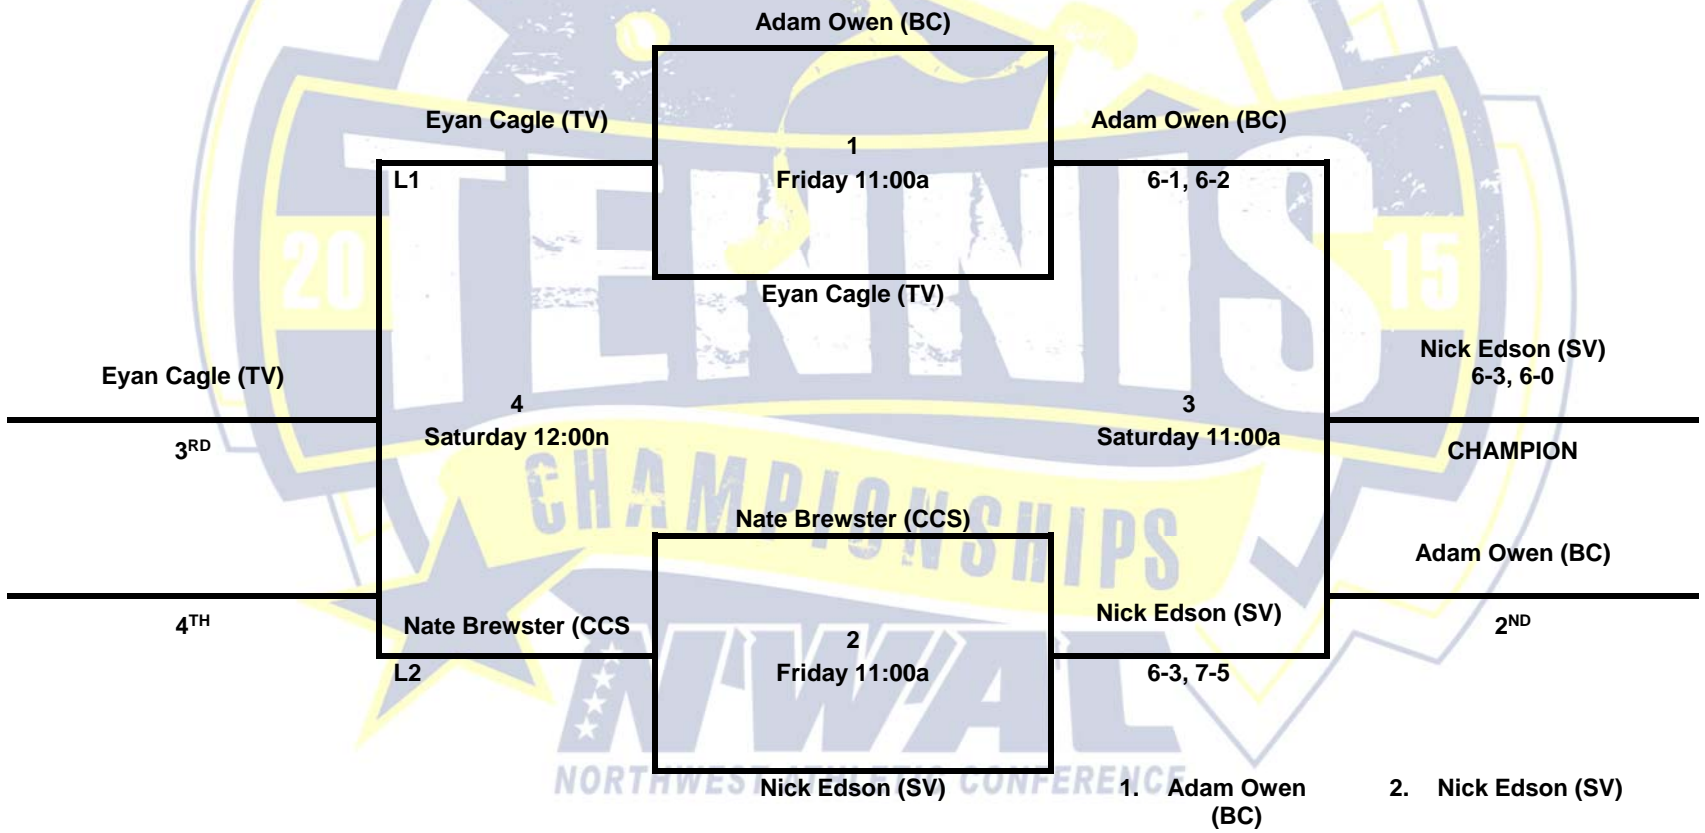 Adam Owen (BC)
Eyan Cagle (TV)
Adam Owen (BC)
1
L1
Friday 11:00a
6-1, 6-2
20
TENNIS
15
Eyan Cagle (TV)
Nick Edson (SV)
6-3, 6-0
Eyan Cagle (TV)
4
3
Saturday 12:00n
Saturday 11:00a
3RD
CHAMPION
CHAMPIONSHIPS
Nate Brewster (CCS)
Adam Owen (BC)
Nick Edson (SV)
4TH
Nate Brewster (CCS
2ND
2
L2
Friday 11:00a
6-3, 7-5
NWAC
NORTHWEST ATHLETIC CONFERENCE
Nick Edson (SV)
1. Adam Owen
(BC)
2. Nick Edson (SV)